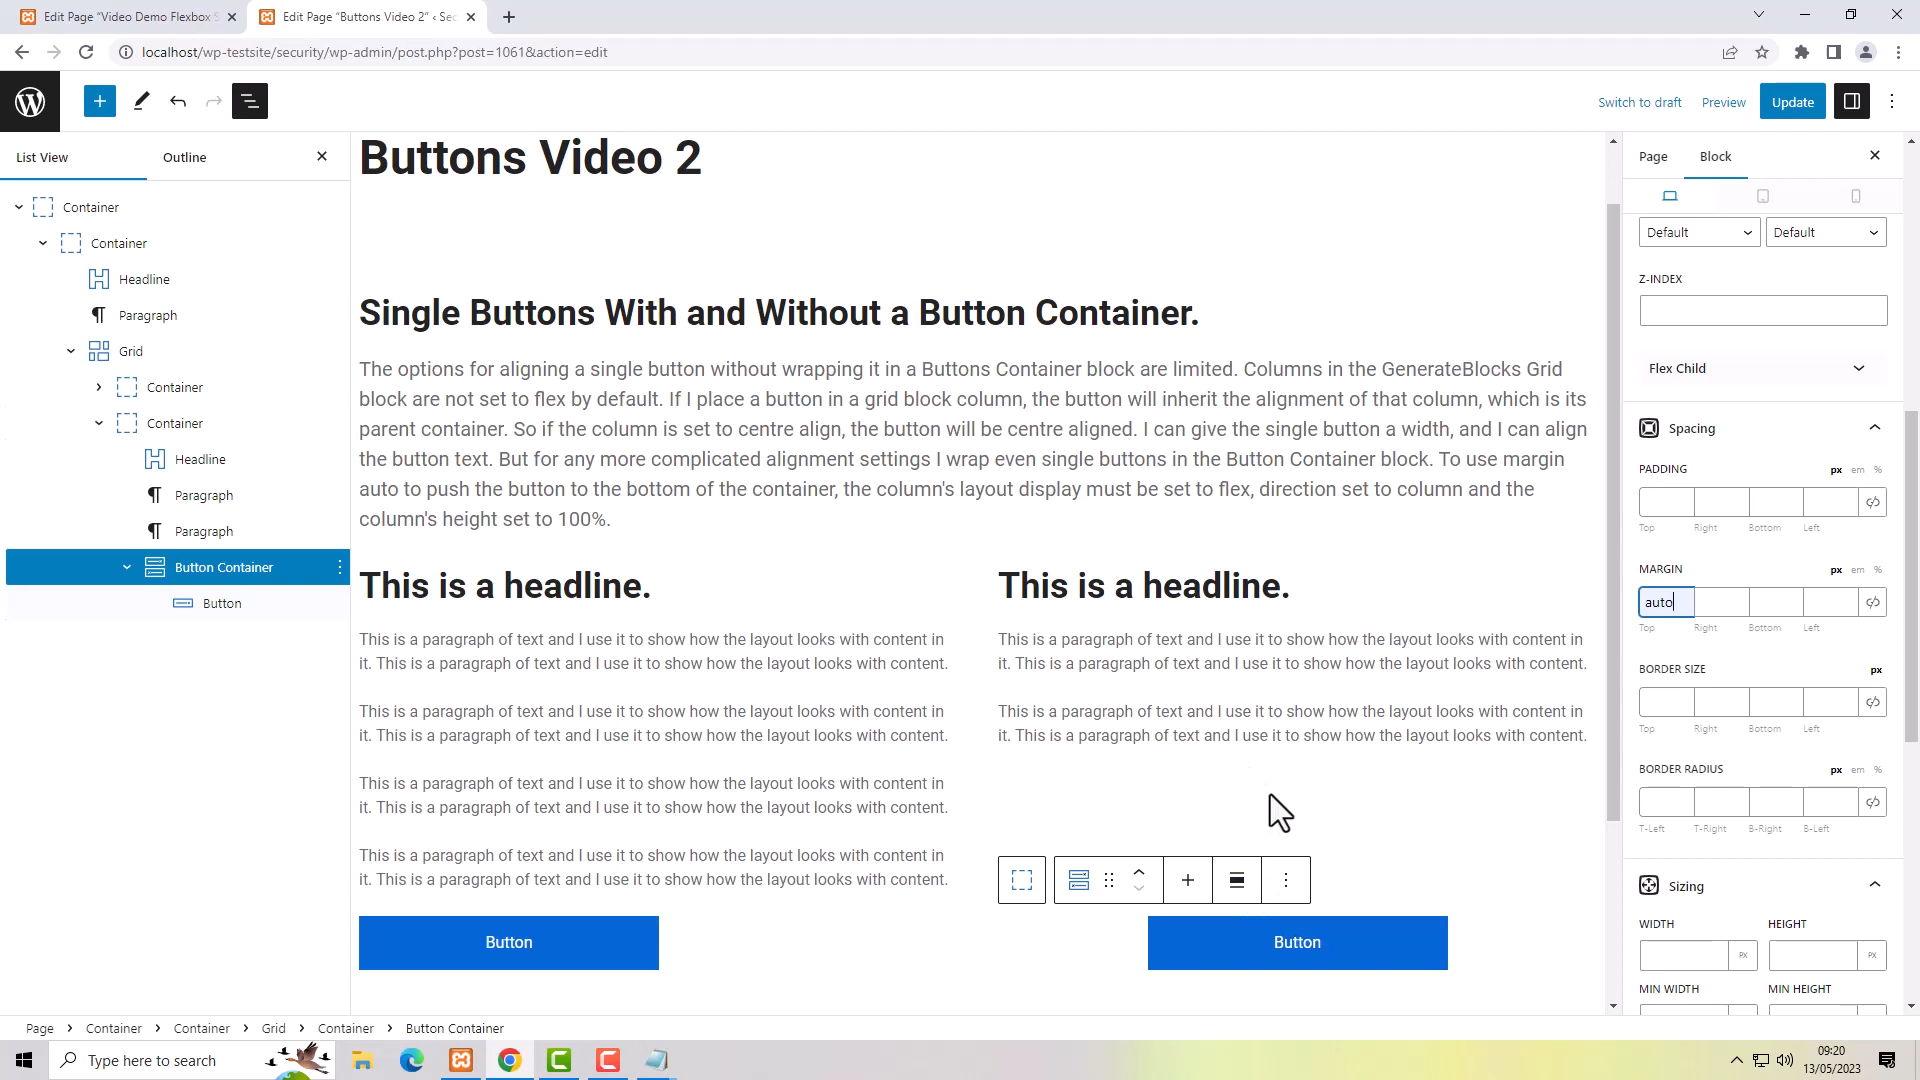 Edit Page “Video Demo Flexbox S
Edit Page “Buttons Video 2” ‹ Sec
localhost/wp-testsite/security/wp-admin/post.php?post=1061&action=edit
Switch to draft
Preview
Update
List View
Outline
Container
Container
Headline
Paragraph
Grid
Container
Container
Headline
Paragraph
Paragraph
Button Container
Button
Buttons Video 2
Single Buttons With and Without a Button Container.
The options for aligning a single button without wrapping it in a Buttons Container block are limited. Columns in the GenerateBlocks Grid
block are not set to flex by default. If I place a button in a grid block column, the button will inherit the alignment of that column, which is its
parent container. So if the column is set to centre align, the button will be centre aligned. I can give the single button a width, and I can align
the button text. But for any more complicated alignment settings I wrap even single buttons in the Button Container block. To use margin
auto to push the button to the bottom of the container, the column's layout display must be set to flex, direction set to column and the
column's height set to 100%.
This is a headline.
This is a paragraph of text and I use it to show how the layout looks with content in
it. This is a paragraph of text and I use it to show how the layout looks with content.
This is a paragraph of text and I use it to show how the layout looks with content in
it. This is a paragraph of text and I use it to show how the layout looks with content.
This is a paragraph of text and I use it to show how the layout looks with content in
it. This is a paragraph of text and I use it to show how the layout looks with content.
This is a paragraph of text and I use it to show how the layout looks with content in
it. This is a paragraph of text and I use it to show how the layout looks with content.
Button
This is a headline.
This is a paragraph of text and I use it to show how the layout looks with content in
it. This is a paragraph of text and I use it to show how the layout looks with content.
This is a paragraph of text and I use it to show how the layout looks with content in
it. This is a paragraph of text and I use it to show how the layout looks with content.
Button
Page
Block
Default
Default
Z-INDEX
Flex Child
Spacing
PADDING
px em %
Top Right Bottom Left
MARGIN
px em %
auto
Top Right Bottom Left
BORDER SIZE
px
Top Right Bottom Left
BORDER RADIUS
px em %
T-Left T-Right B-Right B-Left
Sizing
WIDTH
HEIGHT
PX
PX
MIN WIDTH
MIN HEIGHT
Page > Container > Container > Grid > Container > Button Container
Type here to search
09:20
13/05/2023